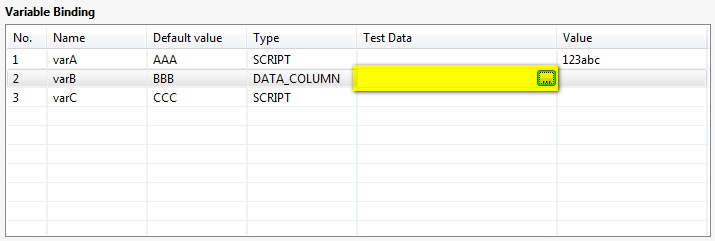 Variable Binding
No. Name Default value Type Test Data Value
1 varA AAA SCRIPT 123abc
2 varB BBB DATA_COLUMN ...
3 varC CCC SCRIPT